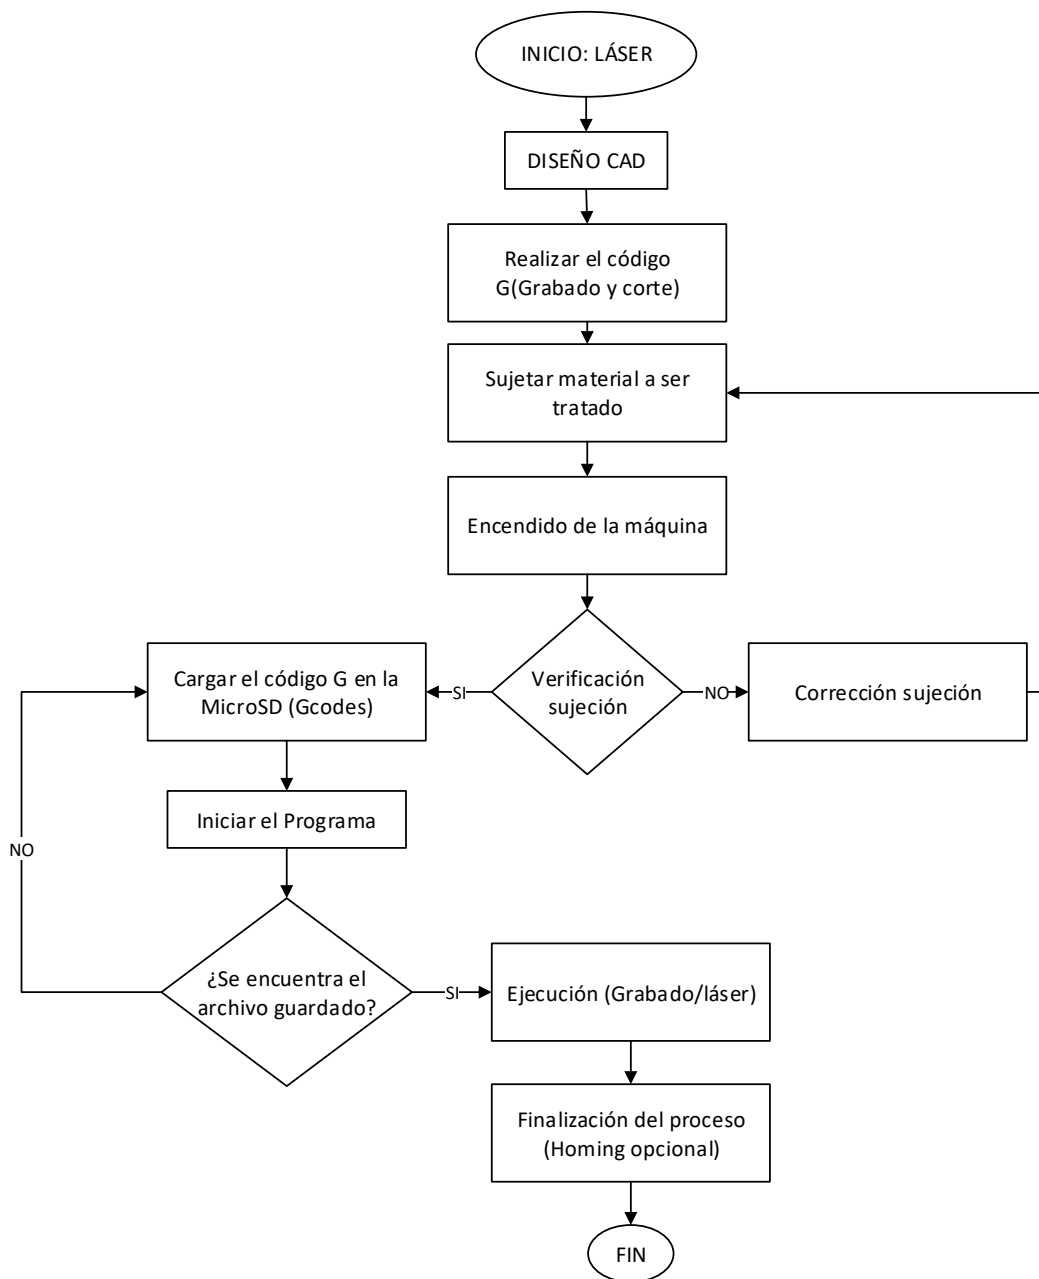 INICIO: LÁSER
DISEÑO CAD
Realizar el código
G(Grabado y corte)
Sujetar material a ser
tratado
Encendido de la máquina
Cargar el código G en la
MicroSD (Gcodes)
SI
Verificación
sujeción
NO
Corrección sujeción
Iniciar el Programa
NO
¿Se encuentra el
archivo guardado?
SI
Ejecución (Grabado/láser)
Finalización del proceso
(Homing opcional)
FIN